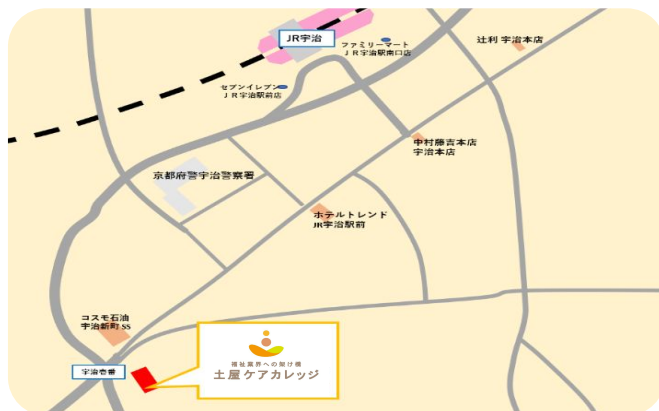 JR宇治
ファミリーマート
JR宇治駅南口店
辻利 宇治本店
セブンイレブン
JR宇治駅前店
中村藤吉本店
宇治本店
京都府警宇治警察署
ホテルトレンド
JR宇治駅前
コスモ石油
宇治新町SS
福祉業界への架け橋
土屋ケアカレッジ
宇治壱番